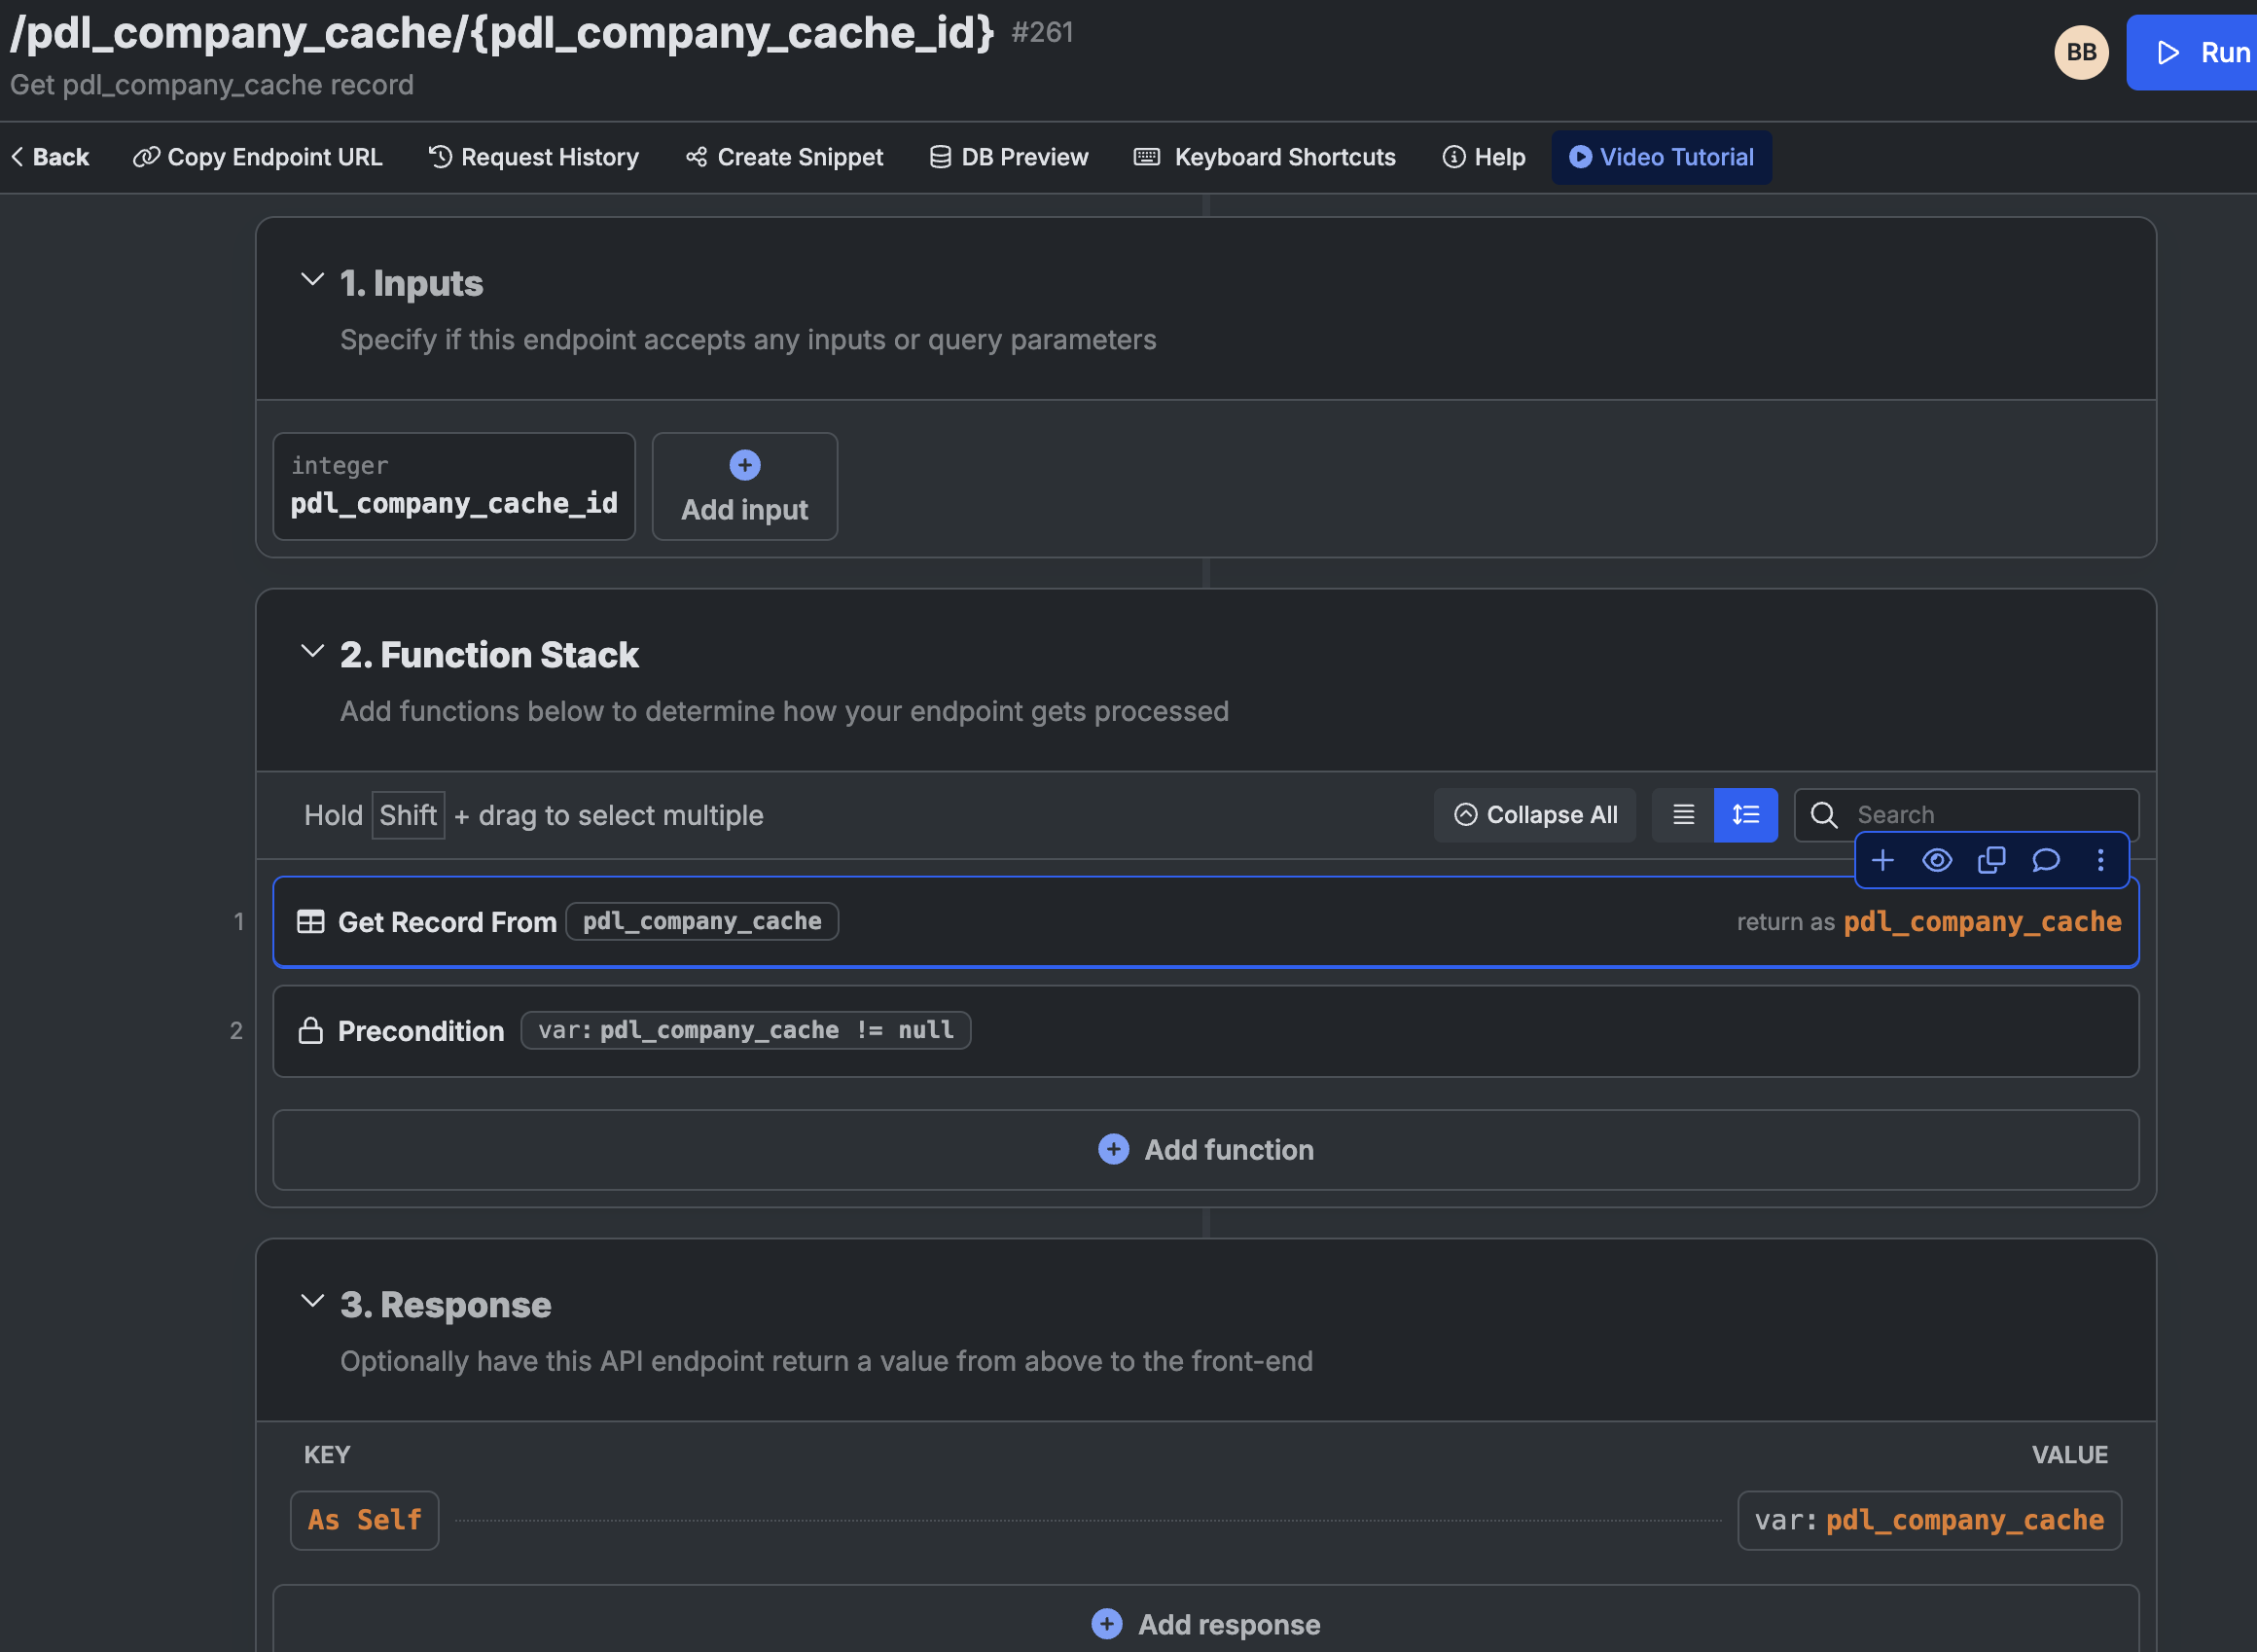 /pdl_company_cache/{pdl_company_cache_id} #261
Get pdl_company_cache record
BB
Run
Back
Copy Endpoint URL
Request History
Create Snippet
DB Preview
Keyboard Shortcuts
Help
Video Tutorial
1. Inputs
Specify if this endpoint accepts any inputs or query parameters
integer
pdl_company_cache_id
Add input
2. Function Stack
Add functions below to determine how your endpoint gets processed
Hold Shift + drag to select multiple
Collapse All
Search
1
Get Record From pdl_company_cache
return as pdl_company_cache
2
Precondition var: pdl_company_cache != null
Add function
3. Response
Optionally have this API endpoint return a value from above to the front-end
KEY
VALUE
As Self
var: pdl_company_cache
Add response